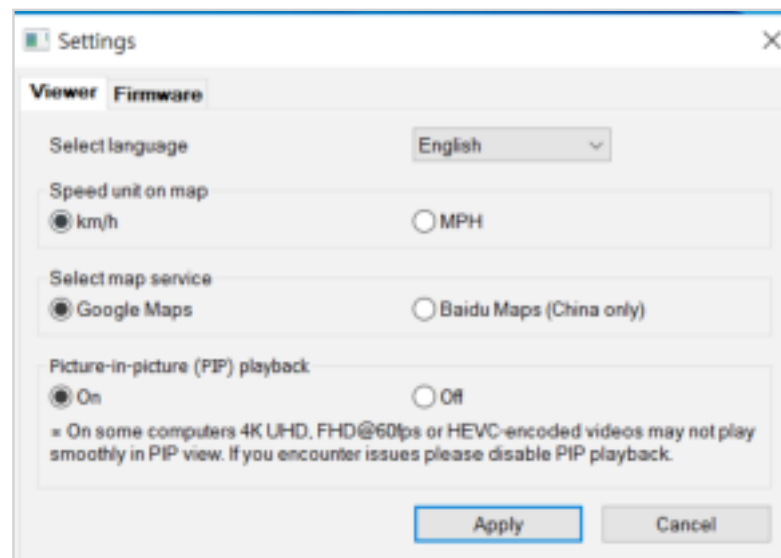 Settings
Viewer Firmware
Select language English
Speed unit on map
km/h MPH
Select map service
Google Maps Baidu Maps (China only)
Picture-in-picture (PIP) playback
On Off
* On some computers 4K UHD, FHD@60fps or HEVC-encoded videos may not play
smoothly in PIP view. If you encounter issues please disable PIP playback.
Apply Cancel